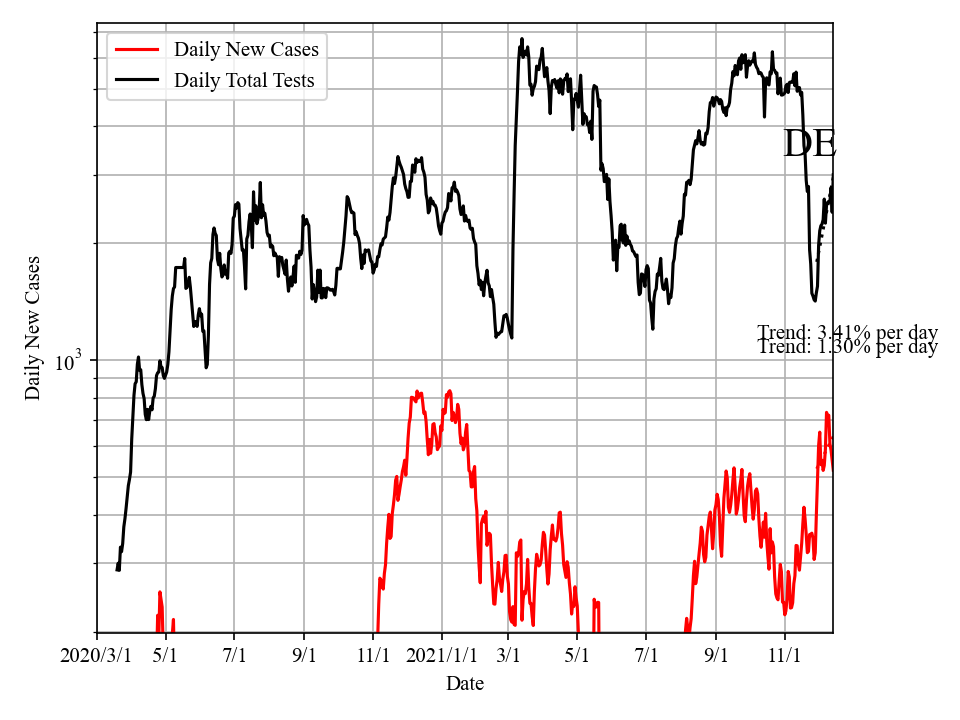 Daily New Cases
Daily Total Tests
DE
Trend: 3.41% per day
Trend: 1.30% per day
Daily New Cases
10³
2020/3/1 5/1 7/1 9/1 11/1 2021/1/1 3/1 5/1 7/1 9/1 11/1
Date